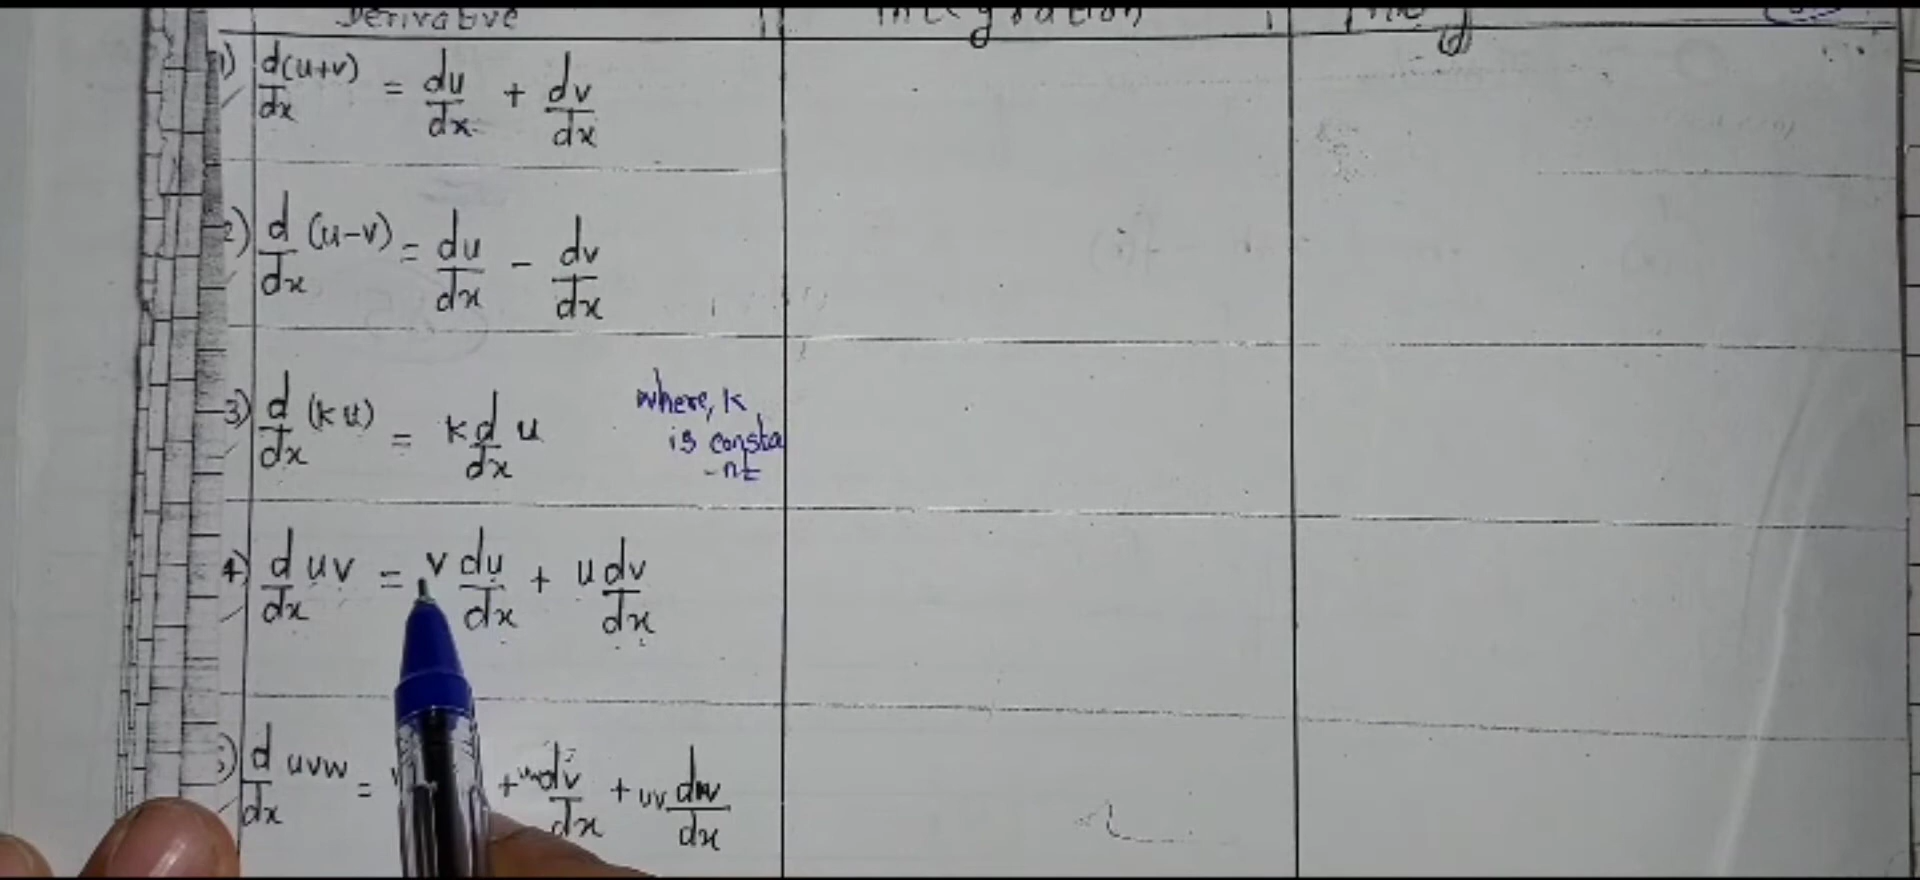 Derivative Integration
1) d(u+v)/dx = du/dx + dv/dx
2) d/dx (u-v) = du/dx - dv/dx
3) d/dx (ku) = k d/dx u where, k
is consta
-nt
4) d/dx uv = v du/dx + u dv/dx
5) d/dx uvw = + uw dv/dx + uv dw/dx